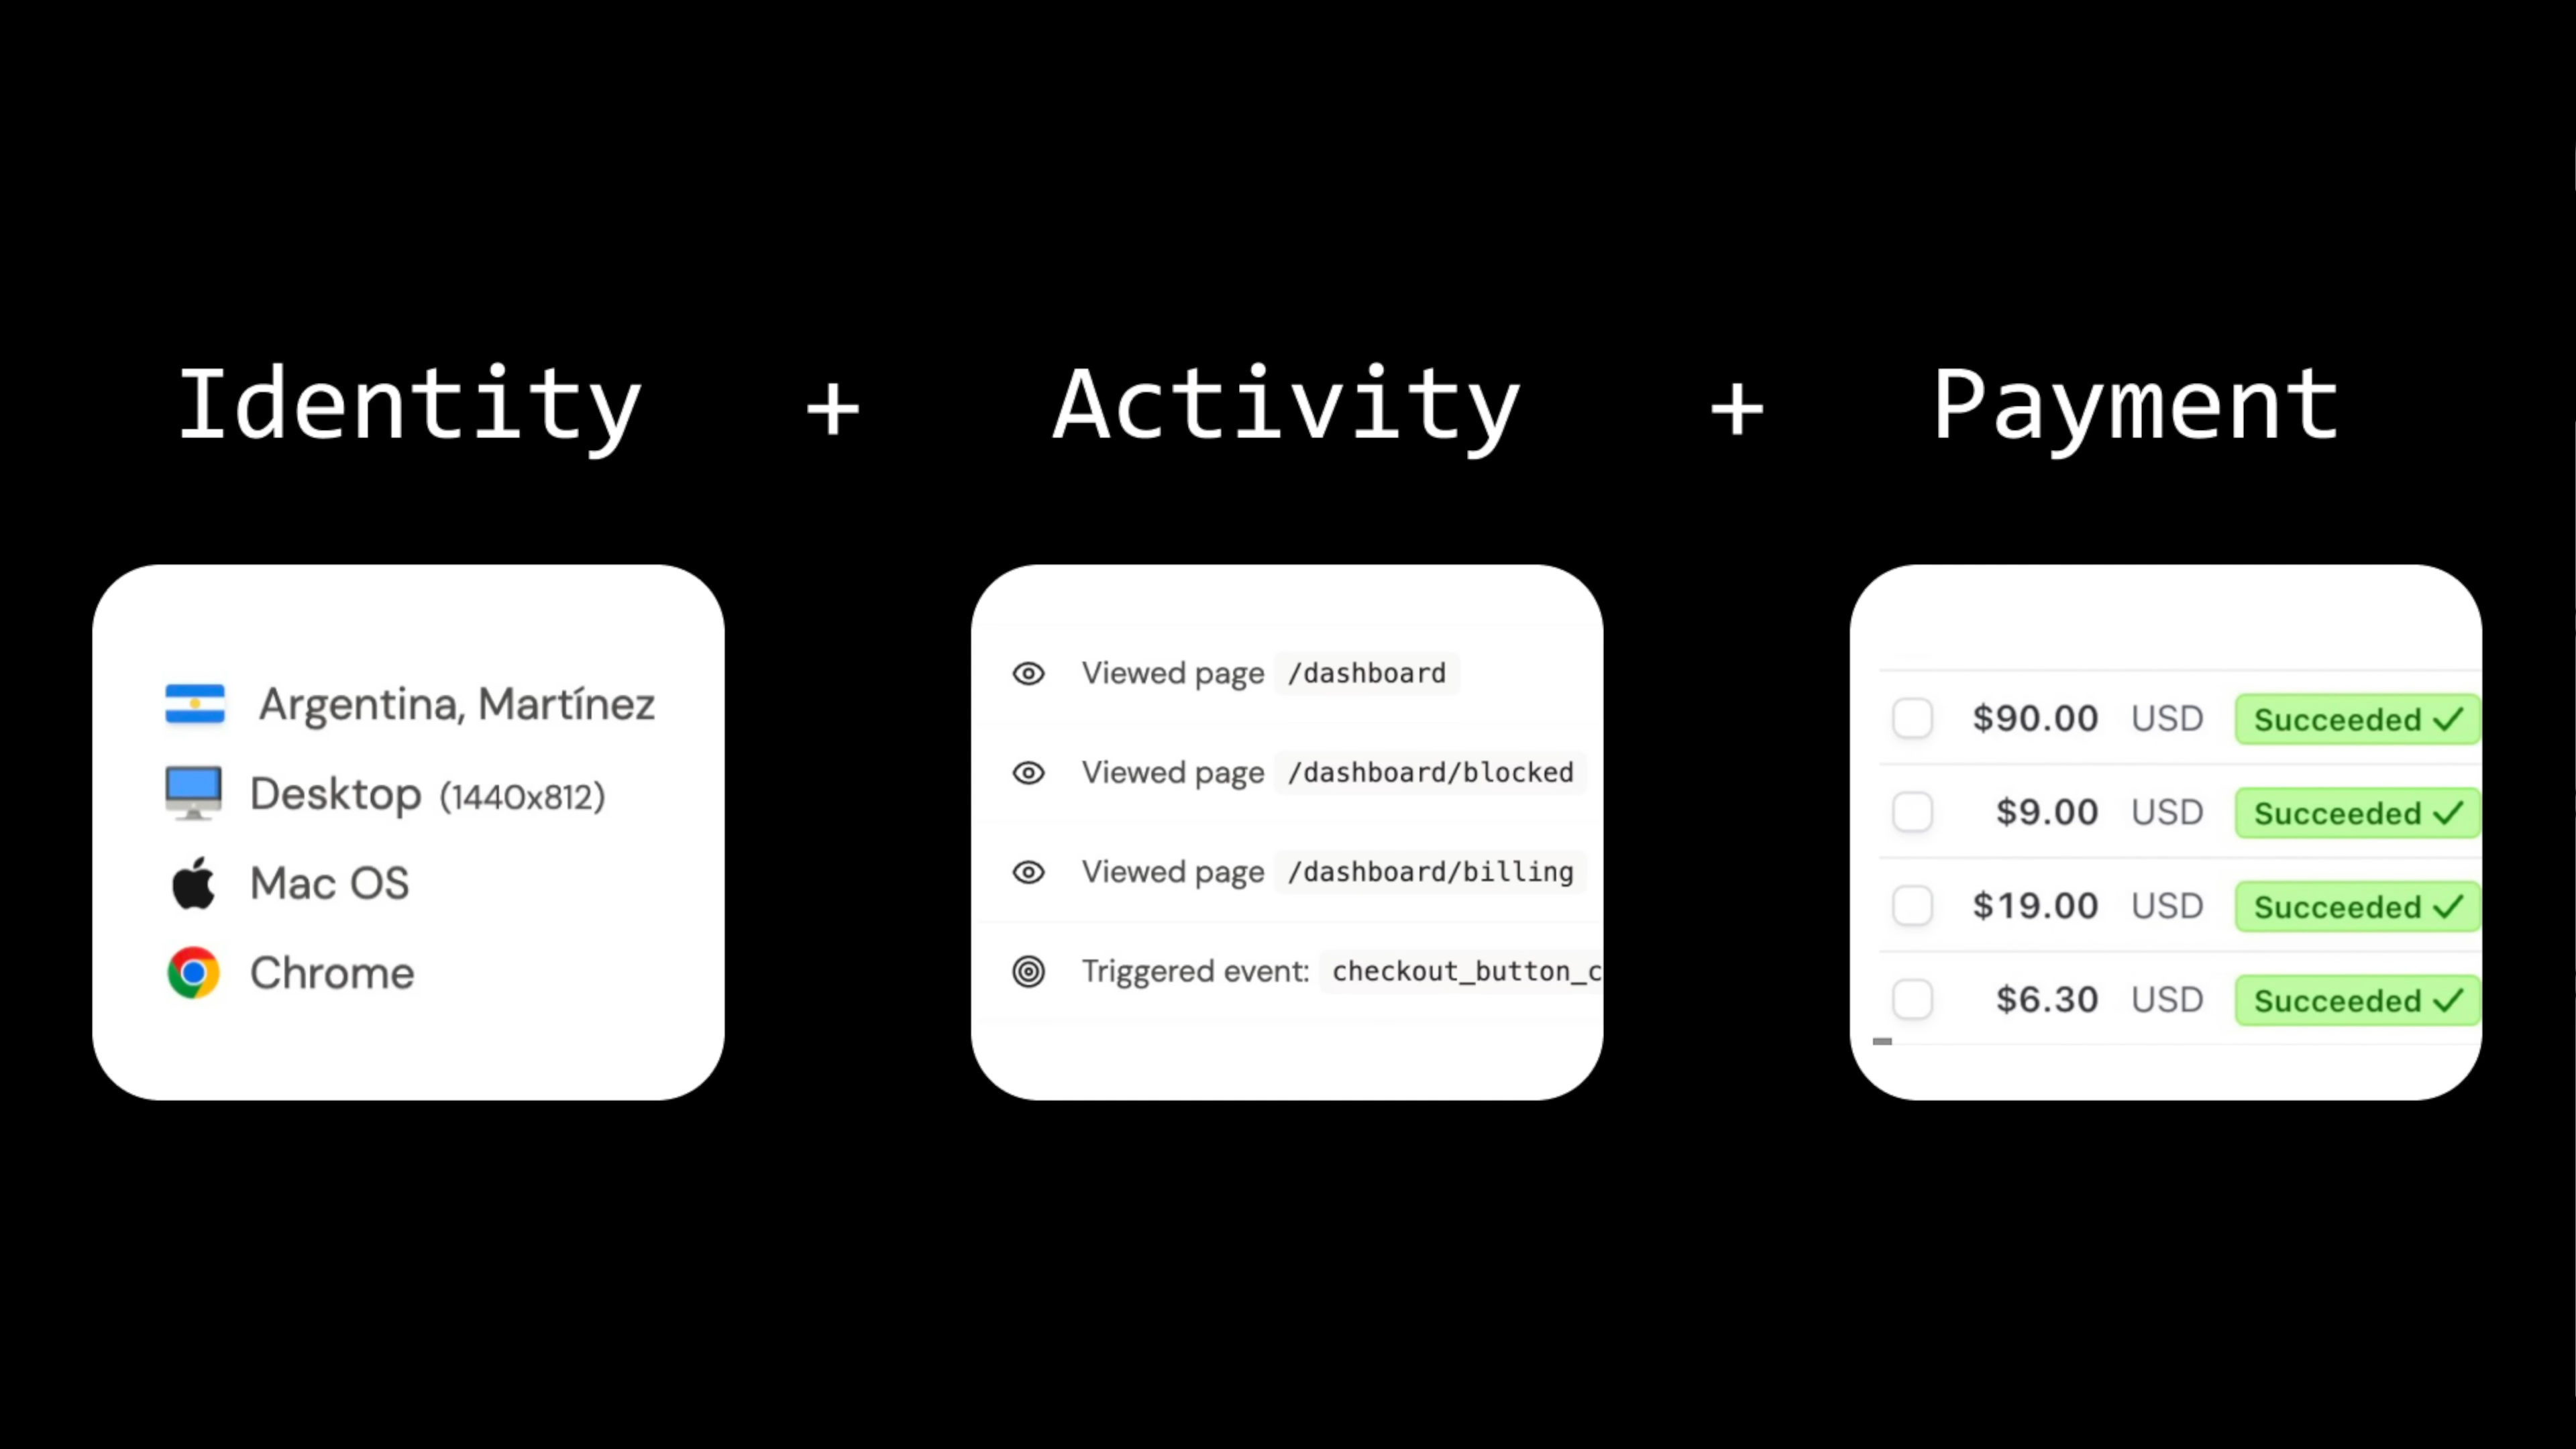 Identity + Activity + Payment
Argentina, Martínez
Desktop (1440x812)
Mac OS
Chrome
Viewed page /dashboard
Viewed page /dashboard/blocked
Viewed page /dashboard/billing
Triggered event: checkout_button_c
$90.00 USD Succeeded ✓
$9.00 USD Succeeded ✓
$19.00 USD Succeeded ✓
$6.30 USD Succeeded ✓